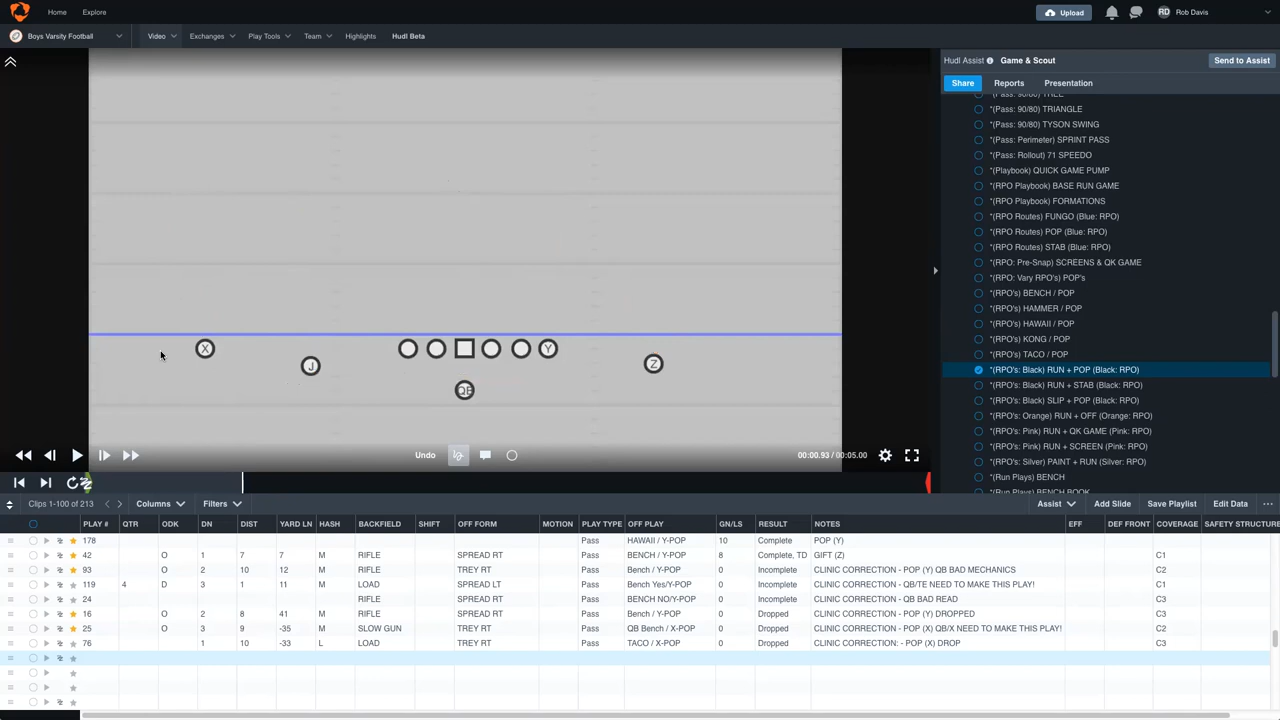 Home Explore Upload RD Rob Davis
Boys Varsity Football Video Exchanges Play Tools Team Highlights Hudl Beta
Hudl Assist Game & Scout Send to Assist
Share Reports Presentation
*(Pass: 90/80) TREE
*(Pass: 90/80) TRIANGLE
*(Pass: 90/80) TYSON SWING
*(Pass: Perimeter) SPRINT PASS
*(Pass: Rollout) 71 SPEEDO
*(Playbook) QUICK GAME PUMP
*(RPO Playbook) BASE RUN GAME
*(RPO Playbook) FORMATIONS
*(RPO Routes) FUNGO (Blue: RPO)
*(RPO Routes) POP (Blue: RPO)
*(RPO Routes) STAB (Blue: RPO)
*(RPO: Pre-Snap) SCREENS & QK GAME
*(RPO: Vary RPO's) POP's
*(RPO's) BENCH / POP
*(RPO's) HAMMER / POP
*(RPO's) HAWAII / POP
*(RPO's) KONG / POP
*(RPO's) TACO / POP
*(RPO's: Black) RUN + POP (Black: RPO)
*(RPO's: Black) RUN + STAB (Black: RPO)
*(RPO's: Black) SLIP + POP (Black: RPO)
*(RPO's: Orange) RUN + OFF (Orange: RPO)
*(RPO's: Pink) RUN + QK GAME (Pink: RPO)
*(RPO's: Pink) RUN + SCREEN (Pink: RPO)
*(RPO's: Silver) PAINT + RUN (Silver: RPO)
*(Run Plays) BENCH
*(Run Plays) BENCH BOOK
X Y
J Z
QB
Undo 00:00.93 / 00:05.00
Clips 1-100 of 213 Columns Filters Assist Add Slide Save Playlist Edit Data
PLAY # QTR ODK DN DIST YARD LN HASH BACKFIELD SHIFT OFF FORM MOTION PLAY TYPE OFF PLAY GN/LS RESULT NOTES EFF DEF FRONT COVERAGE SAFETY STRUCTURE
178 Pass HAWAII / Y-POP 10 Complete POP (Y)
42 O 1 7 7 M RIFLE SPREAD RT Pass BENCH / Y-POP 8 Complete, TD GIFT (Z) C1
93 O 2 10 12 M RIFLE TREY RT Pass Bench / Y-POP 0 Incomplete CLINIC CORRECTION - POP (Y) QB BAD MECHANICS C2
119 4 D 3 1 11 M LOAD SPREAD LT Pass Bench Yes/Y-POP 0 Incomplete CLINIC CORRECTION - QB/TE NEED TO MAKE THIS PLAY! C1
24 RIFLE SPREAD RT Pass BENCH NO/Y-POP 0 Incomplete CLINIC CORRECTION - QB BAD READ C3
16 O 2 8 41 M RIFLE SPREAD RT Pass Bench / Y-POP 0 Dropped CLINIC CORRECTION - POP (Y) DROPPED C3
25 O 3 9 -35 M SLOW GUN TREY RT Pass QB Bench / X-POP 0 Dropped CLINIC CORRECTION - POP (X) QB/X NEED TO MAKE THIS PLAY! C2
76 1 10 -33 L LOAD TREY RT Pass TACO / X-POP 0 Dropped CLINIC CORRECTION: - POP (X) DROP C3